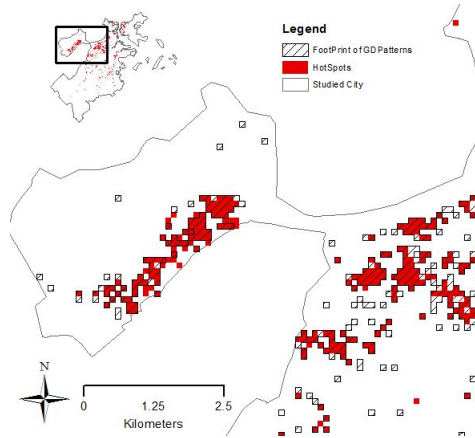 Legend
FootPrint of GD Patterns
HotSpots
Studied City
N
0 1.25 2.5
Kilometers